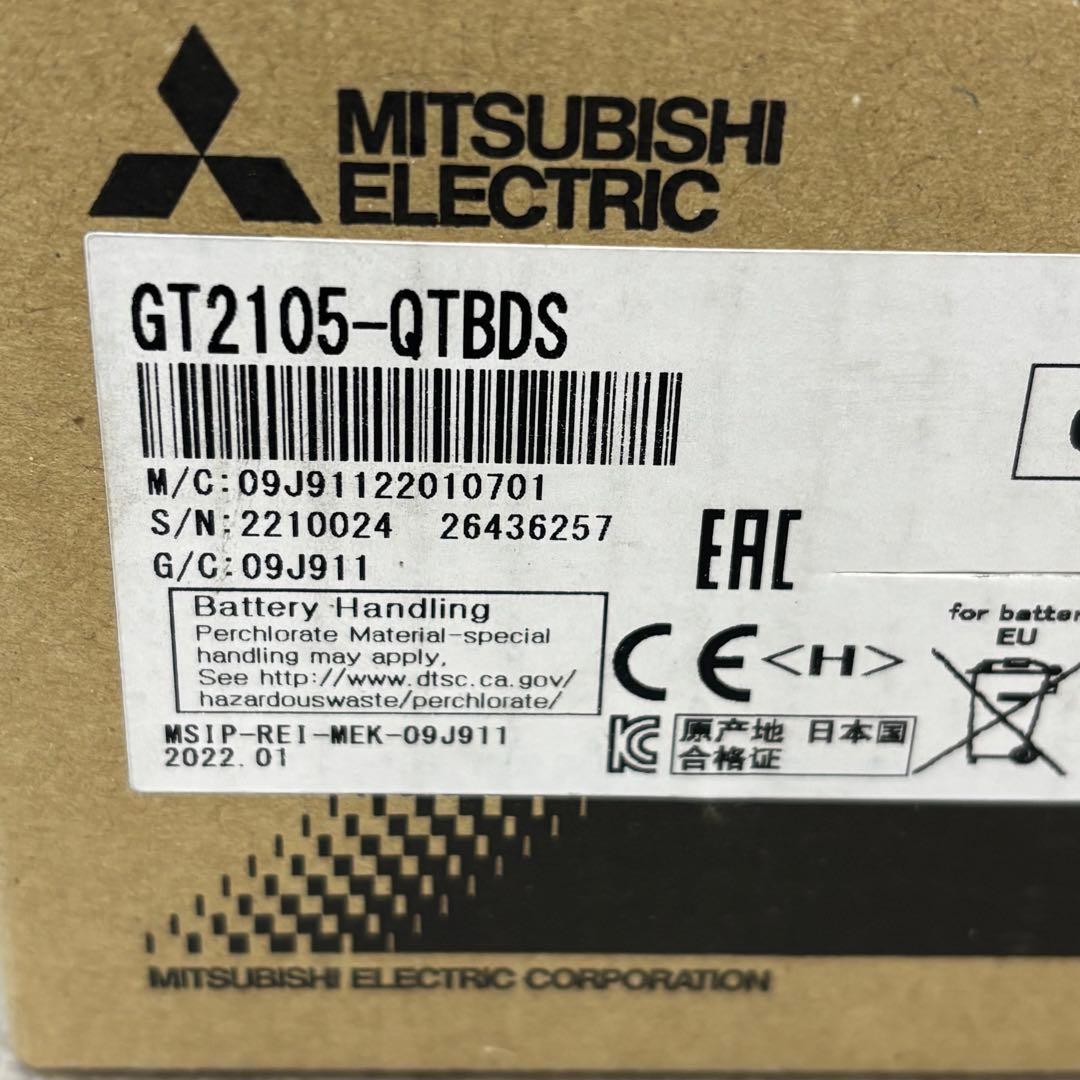 MITSUBISHI
ELECTRIC
GT2105-QTBDS
M/C:09J91122010701
S/N:2210024 26436257
G/C:09J911
EAC
Battery Handling
Perchlorate Material-special
handling may apply.
See http://www.dtsc.ca.gov/
hazardouswaste/perchlorate/
CE <H>
for batter
EU
MSIP-REI-MEK-09J911
2022.01
KC
原产地 日本国
合格证
MITSUBISHI ELECTRIC CORPORATION